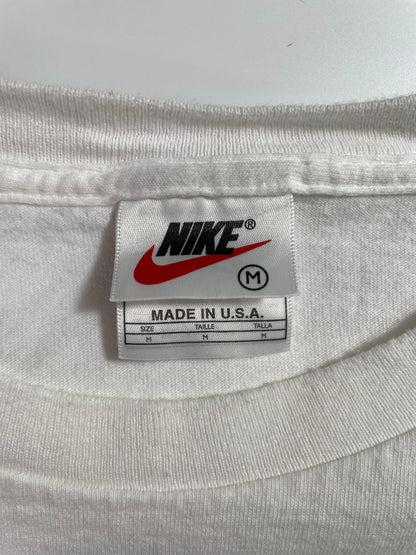 NIKE®
M
MADE IN U.S.A.
SIZE TAILLE TALLA
M M M